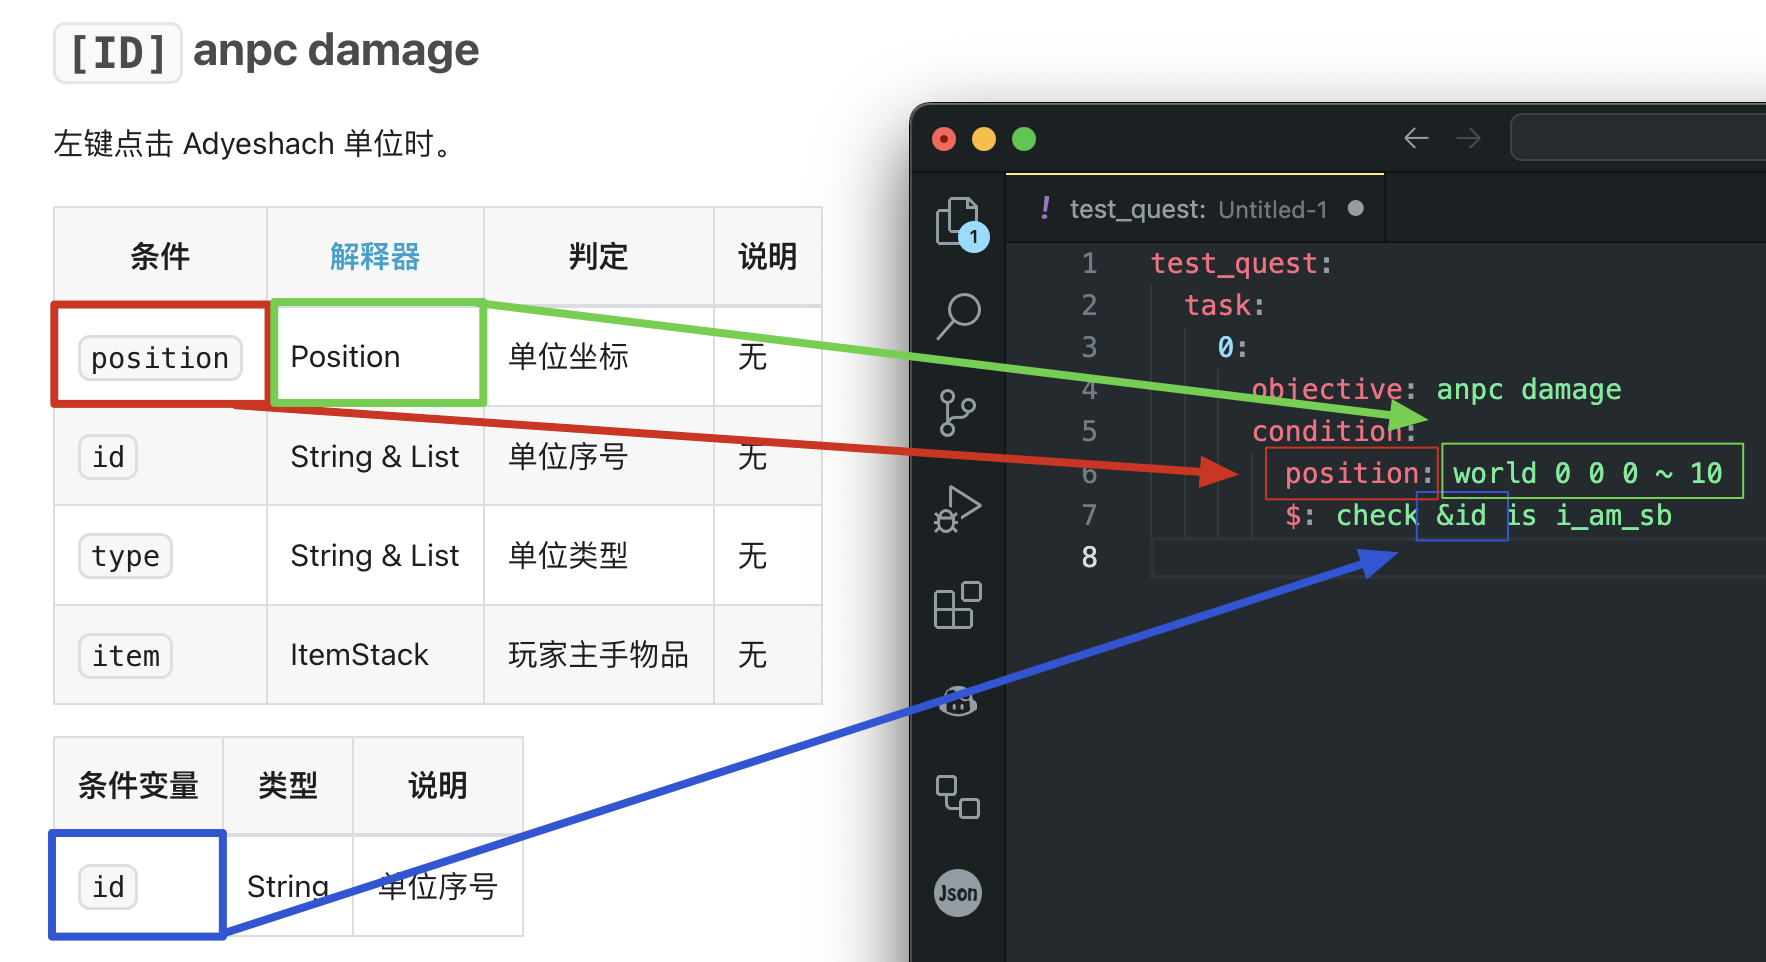 [ID] anpc damage
左键点击 Adyeshach 单位时。
条件 解释器 判定 说明
position Position 单位坐标 无
id String & List 单位序号 无
type String & List 单位类型 无
item ItemStack 玩家主手物品 无
条件变量 类型 说明
id String 单位序号
1
Json
! test_quest: Untitled-1
1 test_quest:
2 task:
3 0:
4 objective: anpc damage
5 condition:
6 position: world 0 0 0 ~ 10
7 $: check &id is i_am_sb
8